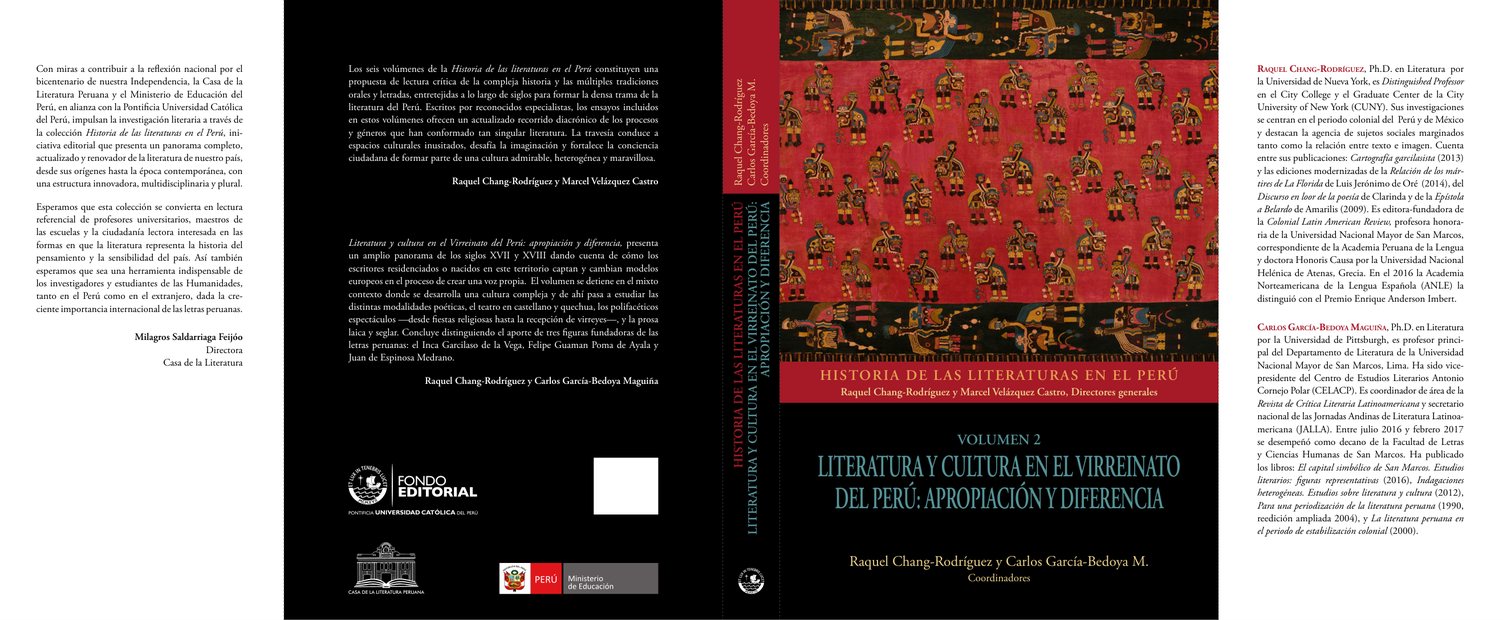 Con miras a contribuir a la reflexión nacional por el
bicentenario de nuestra Independencia, la Casa de la
Literatura Peruana y el Ministerio de Educación del
Perú, en alianza con la Pontificia Universidad Católica
del Perú, impulsan la investigación literaria a través de
la colección Historia de las literaturas en el Perú, ini-
ciativa editorial que presenta un panorama completo,
actualizado y renovador de la literatura de nuestro país,
desde sus orígenes hasta la época contemporánea, con
una estructura innovadora, multidisciplinaria y plural.
Esperamos que esta colección se convierta en lectura
referencial de profesores universitarios, maestros de
las escuelas y la ciudadanía lectora interesada en las
formas en que la literatura representa la historia del
pensamiento y la sensibilidad del país. Así también
esperamos que sea una herramienta indispensable de
los investigadores y estudiantes de las Humanidades,
tanto en el Perú como en el extranjero, dada la cre-
ciente importancia internacional de las letras peruanas.
Milagros Saldarriaga Feijóo
Directora
Casa de la Literatura
Los seis volúmenes de la Historia de las literaturas en el Perú constituyen una
propuesta de lectura crítica de la compleja historia y las múltiples tradiciones
orales y letradas, entretejidas a lo largo de siglos para formar la densa trama de la
literatura del Perú. Escritos por reconocidos especialistas, los ensayos incluidos
en estos volúmenes ofrecen un actualizado recorrido diacrónico de los procesos
y géneros que han conformado tan singular literatura. La travesía conduce a
espacios culturales inusitados, desafía la imaginación y fortalece la conciencia
ciudadana de formar parte de una cultura admirable, heterogénea y maravillosa.
Raquel Chang-Rodríguez y Marcel Velázquez Castro
Literatura y cultura en el Virreinato del Perú: apropiación y diferencia, presenta
un amplio panorama de los siglos XVII y XVIII dando cuenta de cómo los
escritores residenciados o nacidos en este territorio captan y cambian modelos
europeos en el proceso de crear una voz propia. El volumen se detiene en el mixto
contexto donde se desarrolla una cultura compleja y de ahí pasa a estudiar las
distintas modalidades poéticas, el teatro en castellano y quechua, los polifacéticos
espectáculos —desde fiestas religiosas hasta la recepción de virreyes—, y la prosa
laica y seglar. Concluye distinguiendo el aporte de tres figuras fundadoras de las
letras peruanas: el Inca Garcilaso de la Vega, Felipe Guaman Poma de Ayala y
Juan de Espinosa Medrano.
Raquel Chang-Rodríguez y Carlos García-Bedoya Maguiña
ET LUX IN TENEBRIS LUCET
FONDO
EDITORIAL
PONTIFICIA UNIVERSIDAD CATÓLICA DEL PERÚ
CASA DE LA LITERATURA PERUANA
PERÚ
Ministerio
de Educación
Raquel Chang-Rodríguez
Carlos García-Bedoya M.
Coordinadores
HISTORIA DE LAS LITERATURAS EN EL PERÚ
LITERATURA Y CULTURA EN EL VIRREINATO DEL PERÚ:
APROPIACIÓN Y DIFERENCIA
HISTORIA DE LAS LITERATURAS EN EL PERÚ
Raquel Chang-Rodríguez y Marcel Velázquez Castro, Directores generales
VOLUMEN 2
LITERATURA Y CULTURA EN EL VIRREINATO
DEL PERÚ: APROPIACIÓN Y DIFERENCIA
Raquel Chang-Rodríguez y Carlos García-Bedoya M.
Coordinadores
Raquel Chang-Rodríguez, Ph.D. en Literatura por
la Universidad de Nueva York, es Distinguished Professor
en el City College y el Graduate Center de la City
University of New York (CUNY). Sus investigaciones
se centran en el periodo colonial del Perú y de México
y destacan la agencia de sujetos sociales marginados
tanto como la relación entre texto e imagen. Cuenta
entre sus publicaciones: Cartografía garcilasista (2013)
y las ediciones modernizadas de la Relación de los már-
tires de La Florida de Luis Jerónimo de Oré (2014), del
Discurso en loor de la poesía de Clarinda y de la Epístola
a Belardo de Amarilis (2009). Es editora-fundadora de
la Colonial Latin American Review, profesora honora-
ria de la Universidad Nacional Mayor de San Marcos,
correspondiente de la Academia Peruana de la Lengua
y doctora Honoris Causa por la Universidad Nacional
Helénica de Atenas, Grecia. En el 2016 la Academia
Norteamericana de la Lengua Española (ANLE) la
distinguió con el Premio Enrique Anderson Imbert.
Carlos García-Bedoya Maguiña, Ph.D. en Literatura
por la Universidad de Pittsburgh, es profesor princi-
pal del Departamento de Literatura de la Universidad
Nacional Mayor de San Marcos, Lima. Ha sido vice-
presidente del Centro de Estudios Literarios Antonio
Cornejo Polar (CELACP). Es coordinador de área de la
Revista de Crítica Literaria Latinoamericana y secretario
nacional de las Jornadas Andinas de Literatura Latinoa-
mericana (JALLA). Entre julio 2016 y febrero 2017
se desempeñó como decano de la Facultad de Letras
y Ciencias Humanas de San Marcos. Ha publicado
los libros: El capital simbólico de San Marcos. Estudios
literarios: figuras representativas (2016), Indagaciones
heterogéneas. Estudios sobre literatura y cultura (2012),
Para una periodización de la literatura peruana (1990,
reedición ampliada 2004), y La literatura peruana en
el periodo de estabilización colonial (2000).